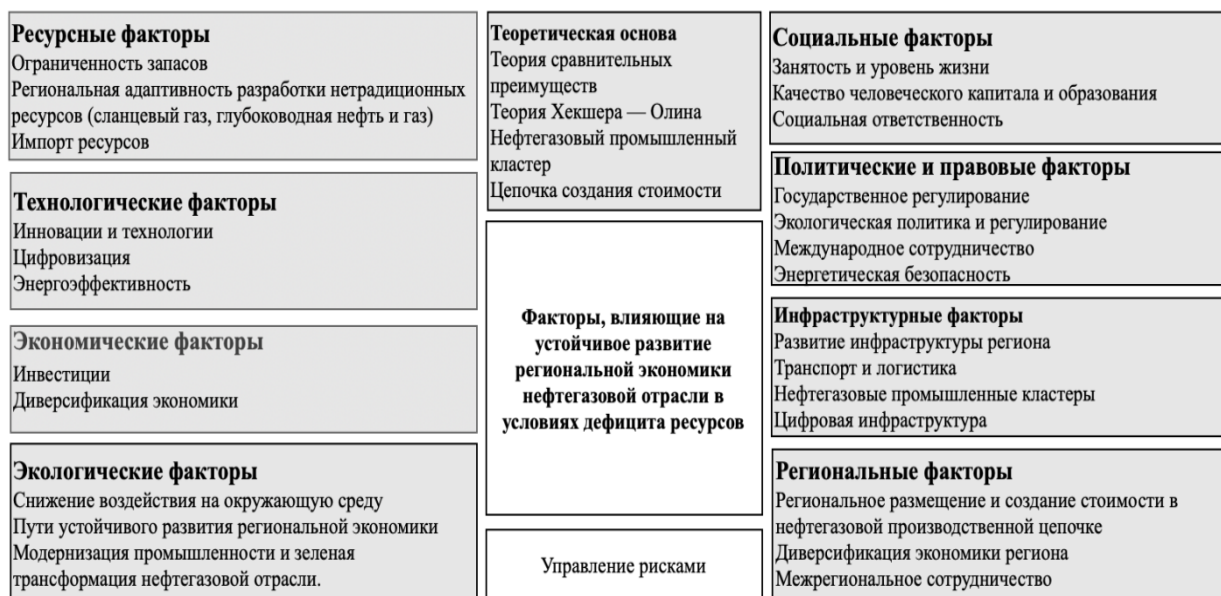 Ресурсные факторы
Ограниченность запасов
Региональная адаптивность разработки нетрадиционных
ресурсов (сланцевый газ, глубоководная нефть и газ)
Импорт ресурсов
Технологические факторы
Инновации и технологии
Цифровизация
Энергоэффективность
Экономические факторы
Инвестиции
Диверсификация экономики
Экологические факторы
Снижение воздействия на окружающую среду
Пути устойчивого развития региональной экономики
Модернизация промышленности и зеленая
трансформация нефтегазовой отрасли.
Теоретическая основа
Теория сравнительных
преимуществ
Теория Хекшера — Олина
Нефтегазовый промышленный
кластер
Цепочка создания стоимости
Факторы, влияющие на
устойчивое развитие
региональной экономики
нефтегазовой отрасли в
условиях дефицита ресурсов
Управление рисками
Социальные факторы
Занятость и уровень жизни
Качество человеческого капитала и образования
Социальная ответственность
Политические и правовые факторы
Государственное регулирование
Экологическая политика и регулирование
Международное сотрудничество
Энергетическая безопасность
Инфраструктурные факторы
Развитие инфраструктуры региона
Транспорт и логистика
Нефтегазовые промышленные кластеры
Цифровая инфраструктура
Региональные факторы
Региональное размещение и создание стоимости в
нефтегазовой производственной цепочке
Диверсификация экономики региона
Межрегиональное сотрудничество